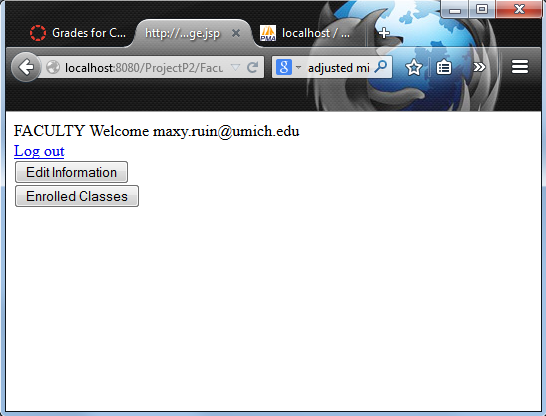 Grades for C...
http://...ge.jsp
localhost / ...
localhost:8080/ProjectP2/Facu
adjusted mi
FACULTY Welcome maxy.ruin@umich.edu
Log out
Edit Information
Enrolled Classes